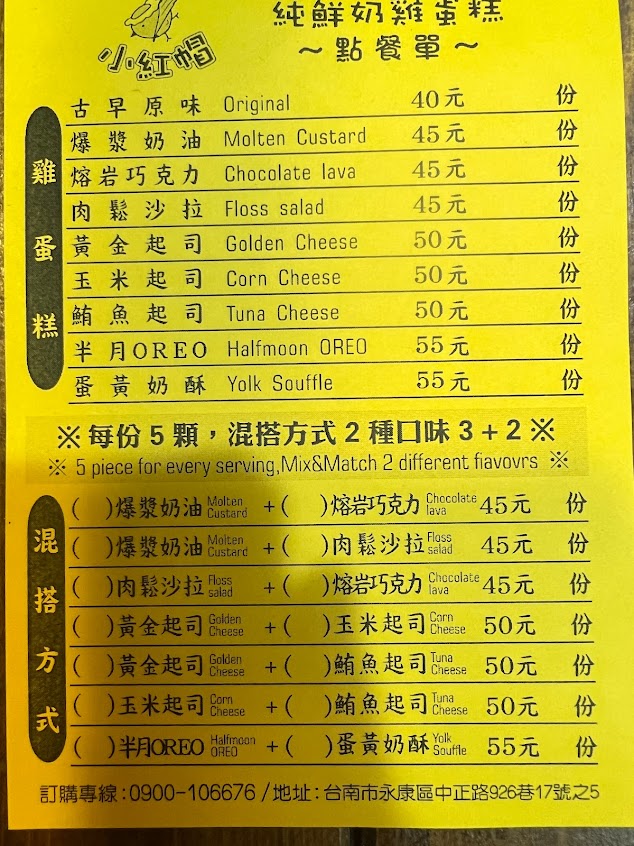 小紅帽
純鮮奶雞蛋糕
～點餐單～
雞蛋糕
古早原味 Original 40元 份
爆漿奶油 Molten Custard 45元 份
熔岩巧克力 Chocolate lava 45元 份
肉鬆沙拉 Floss salad 45元 份
黃金起司 Golden Cheese 50元 份
玉米起司 Corn Cheese 50元 份
鮪魚起司 Tuna Cheese 50元 份
半月OREO Halfmoon OREO 55元 份
蛋黃奶酥 Yolk Souffle 55元 份
※每份5顆，混搭方式2種口味3+2※
※ 5 piece for every serving,Mix&Match 2 different fiavovrs ※
混搭方式
( )爆漿奶油 Molten Custard +( )熔岩巧克力 Chocolate lava 45元 份
( )爆漿奶油 Molten Custard +( )肉鬆沙拉 Floss salad 45元 份
( )肉鬆沙拉 Floss salad +( )熔岩巧克力 Chocolate lava 45元 份
( )黃金起司 Golden Cheese +( )玉米起司 Corn Cheese 50元 份
( )黃金起司 Golden Cheese +( )鮪魚起司 Tuna Cheese 50元 份
( )玉米起司 Corn Cheese +( )鮪魚起司 Tuna Cheese 50元 份
( )半月OREO Halfmoon OREO +( )蛋黃奶酥 Yolk Souffle 55元 份
訂購專線:0900-106676/地址:台南市永康區中正路926巷17號之5